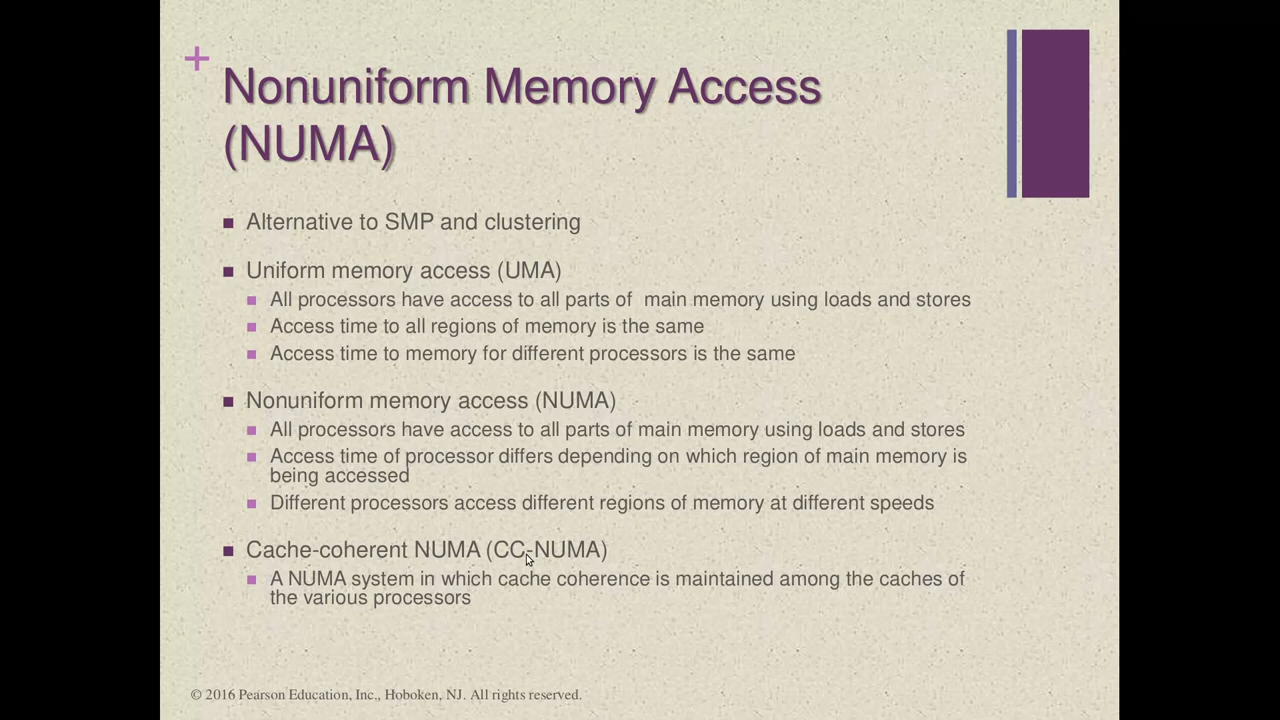 +
Nonuniform Memory Access
(NUMA)
■ Alternative to SMP and clustering
■ Uniform memory access (UMA)
■ All processors have access to all parts of main memory using loads and stores
■ Access time to all regions of memory is the same
■ Access time to memory for different processors is the same
■ Nonuniform memory access (NUMA)
■ All processors have access to all parts of main memory using loads and stores
■ Access time of processor differs depending on which region of main memory is
being accessed
■ Different processors access different regions of memory at different speeds
■ Cache-coherent NUMA (CC-NUMA)
■ A NUMA system in which cache coherence is maintained among the caches of
the various processors
© 2016 Pearson Education, Inc., Hoboken, NJ. All rights reserved.